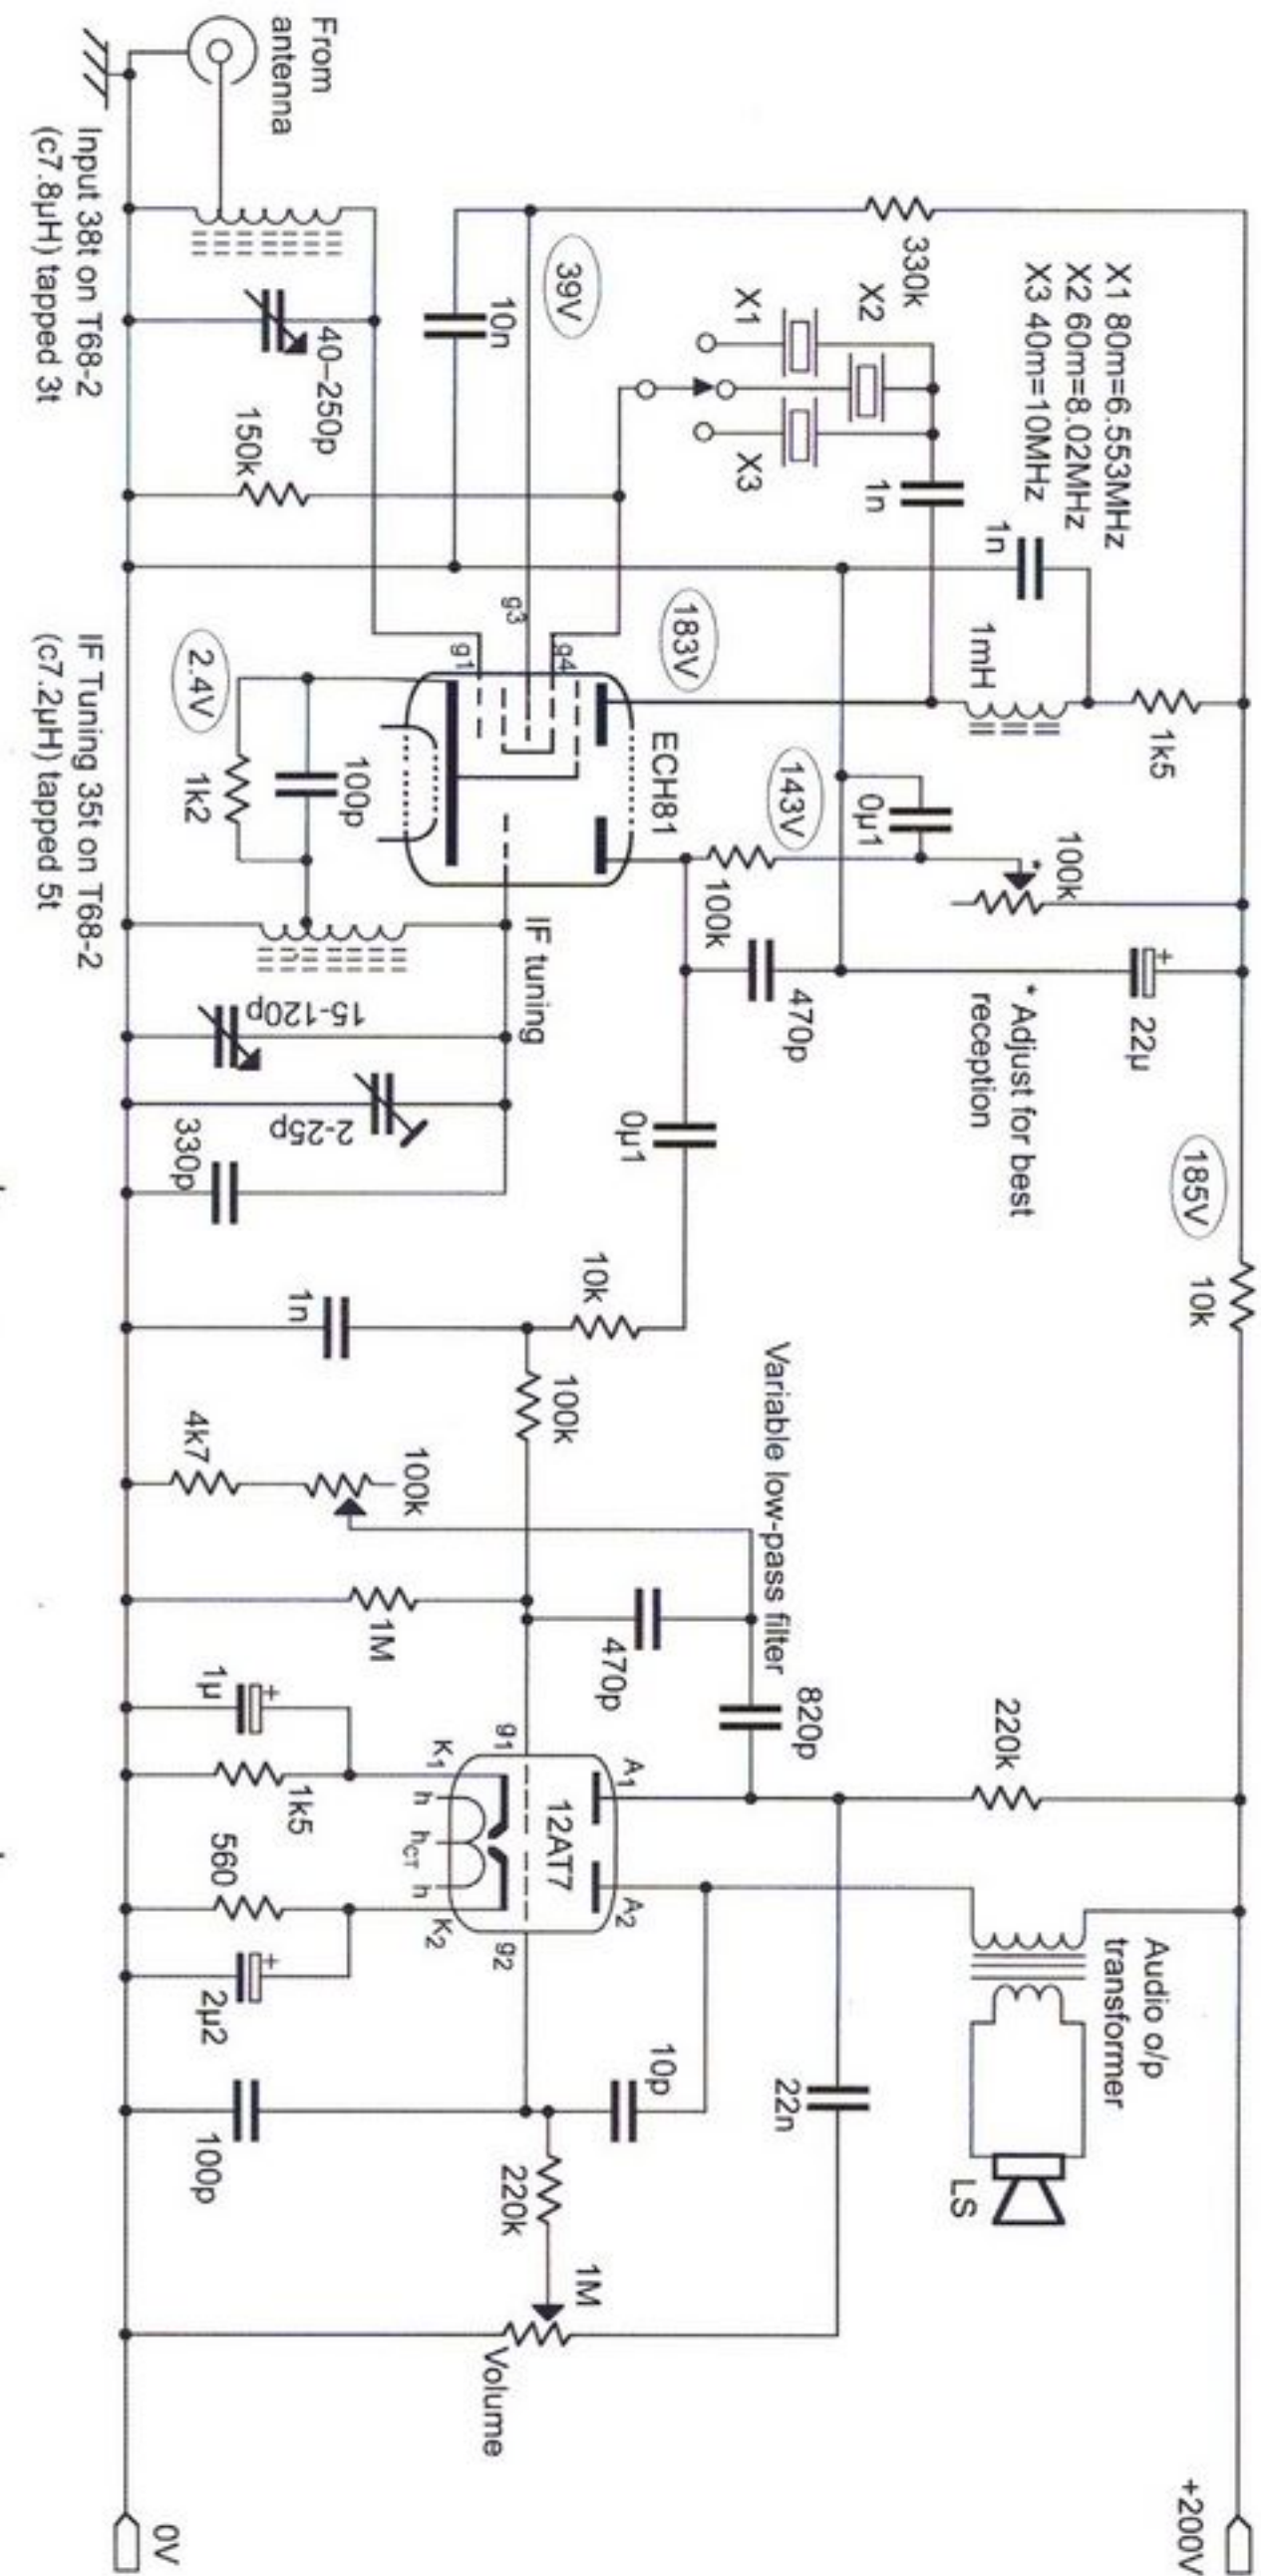 From
antenna
Input 38t on T68-2
(c7.8µH) tapped 3t
40–250p
150k
10n
39V
330k
X1
X2
X3
X1 80m=6.553MHz
X2 60m=8.02MHz
X3 40m=10MHz
1n
1n
1mH
1k5
183V
g1
g3
g4
ECH81
2.4V
1k2
100p
IF Tuning 35t on T68-2
(c7.2µH) tapped 5t
143V
0µ1
100k
*
100k
470p
22µ
* Adjust for best
reception
IF tuning
15-120p
2-25p
330p
0µ1
185V
10k
10k
1n
100k
Variable low-pass filter
4k7
100k
1M
470p
820p
220k
1µ
1k5
560
2µ2
K1
h
hCT
h
K2
g1
g2
A1
A2
12AT7
Audio o/p
transformer
LS
10p
22n
100p
220k
1M
Volume
+200V
0V